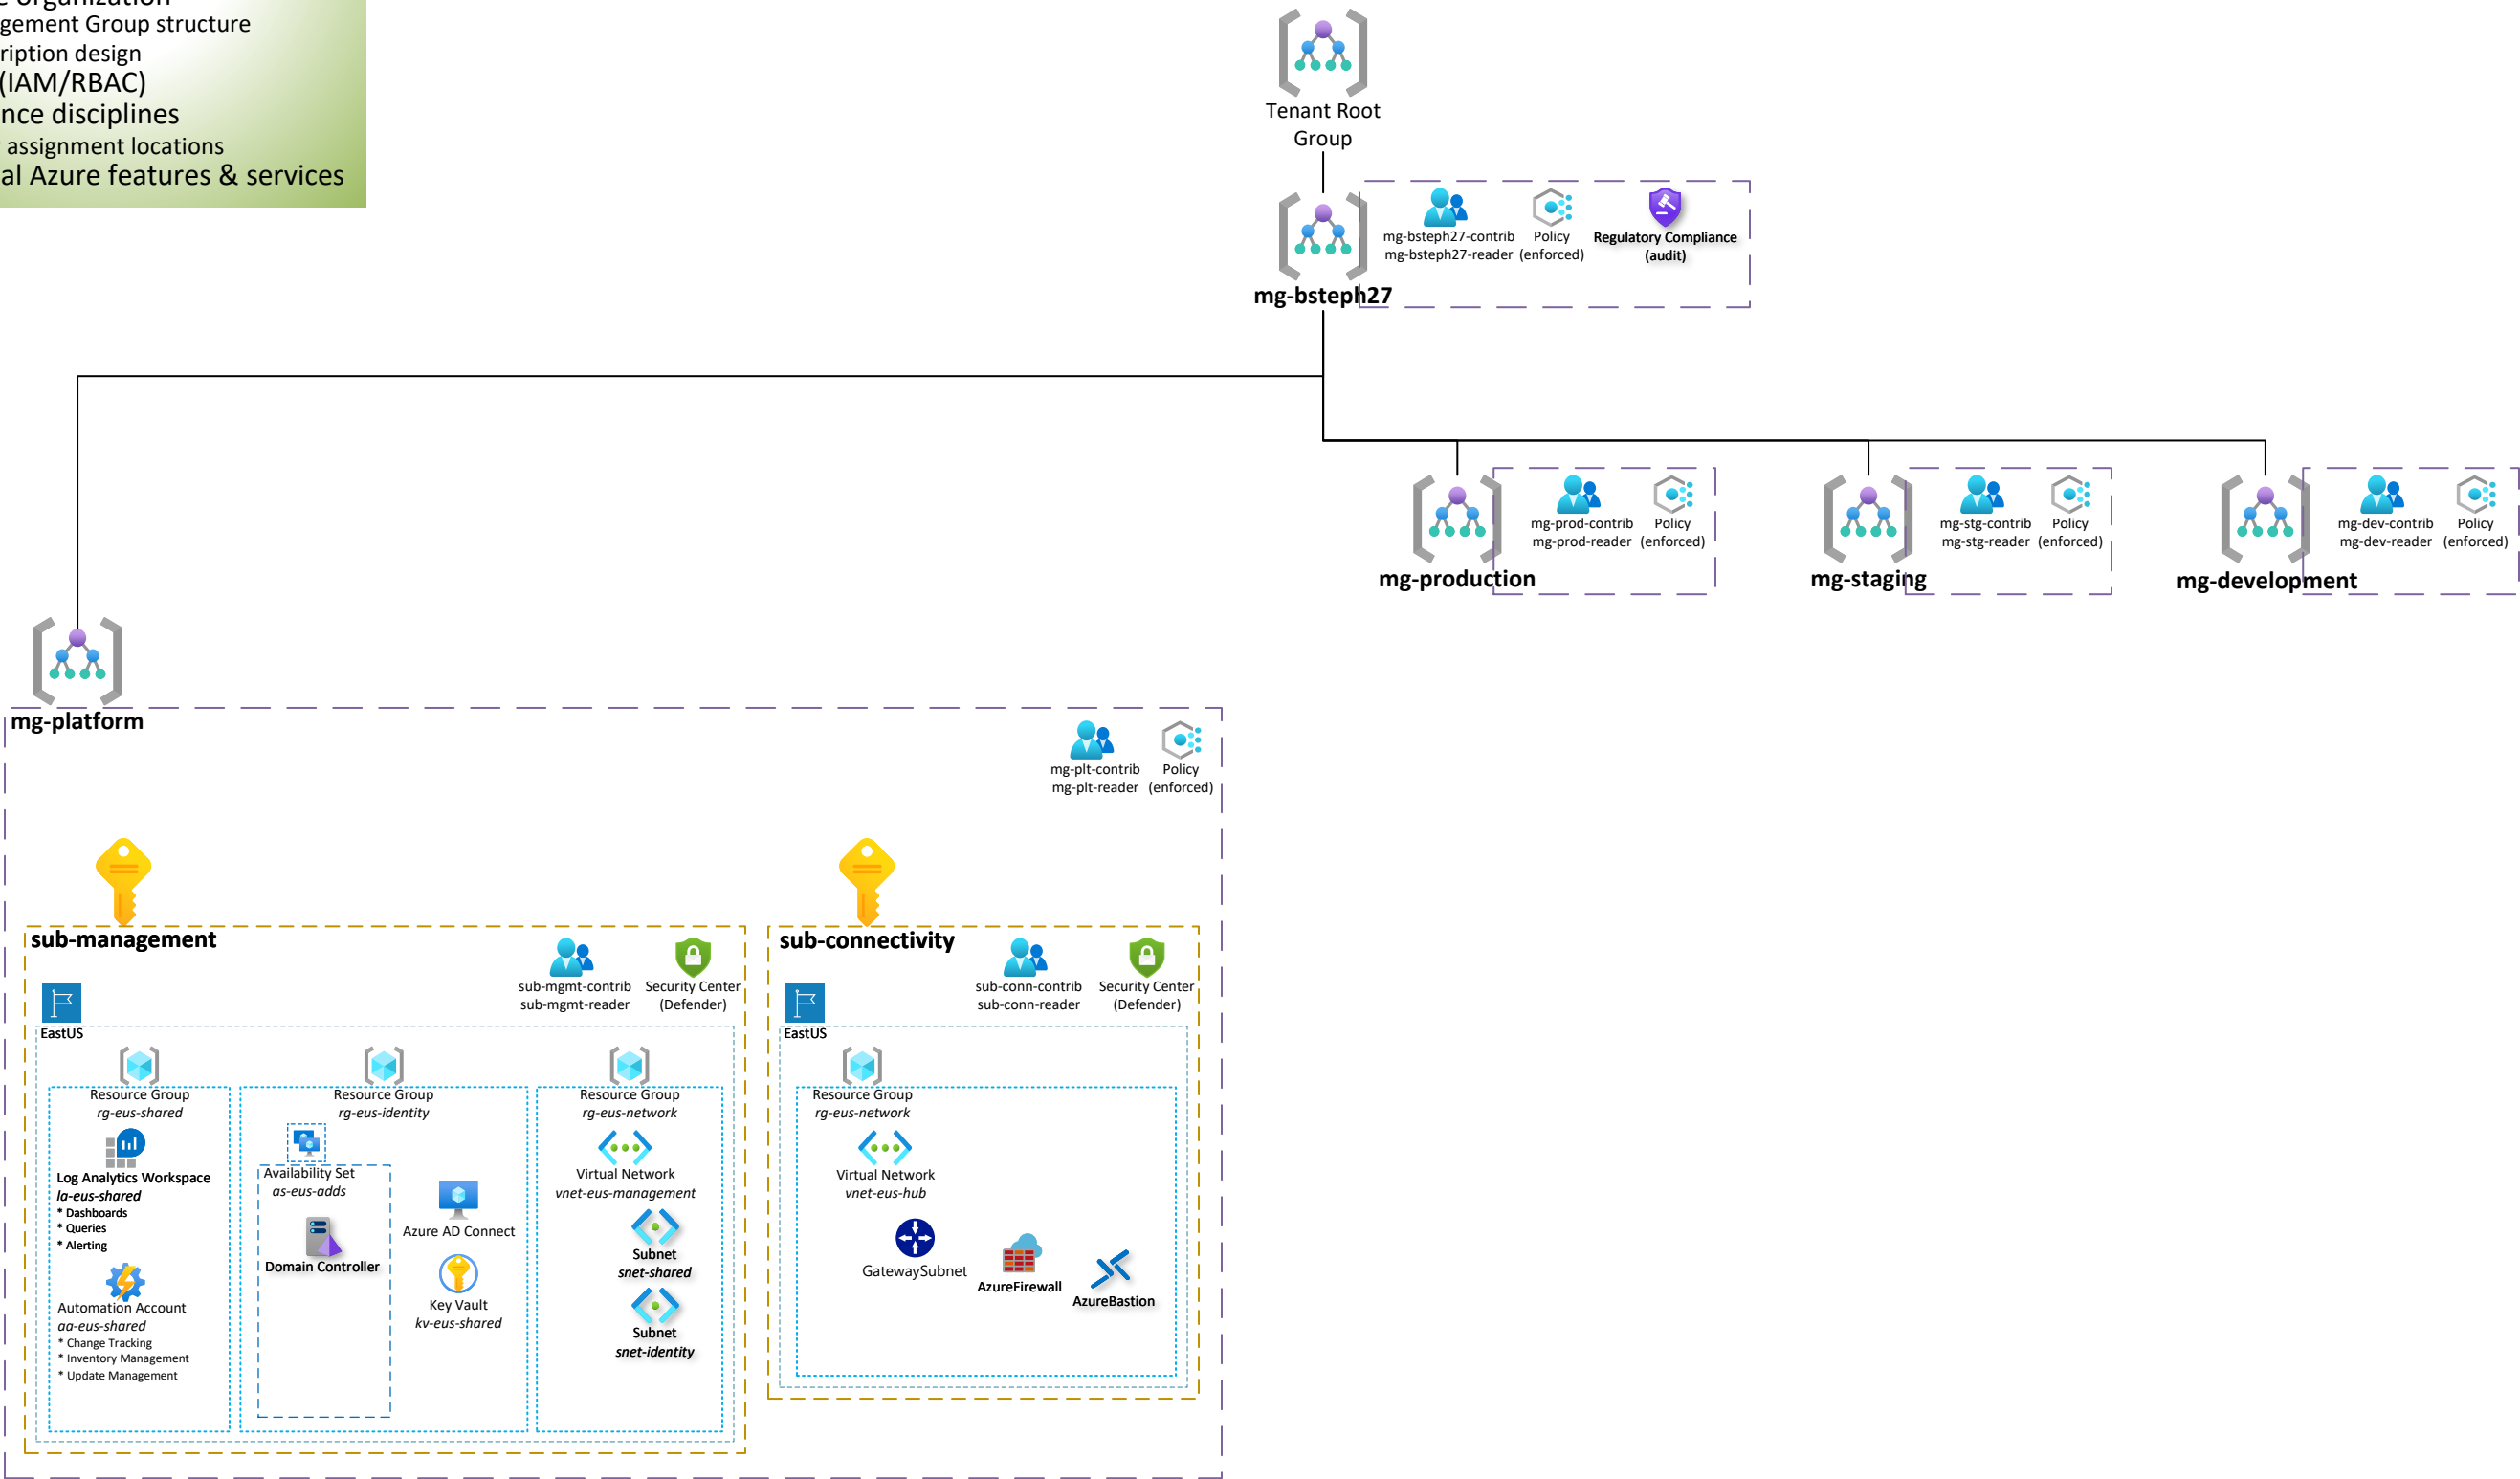 organization
gement Group structure
ription design
(IAM/RBAC)
nce disciplines
assignment locations
al Azure features & services
Tenant Root
Group
mg-bsteph27
mg-bsteph27-contrib
mg-bsteph27-reader
Policy
(enforced)
Regulatory Compliance
(audit)
mg-production
mg-prod-contrib
mg-prod-reader
Policy
(enforced)
mg-staging
mg-stg-contrib
mg-stg-reader
Policy
(enforced)
mg-development
mg-dev-contrib
mg-dev-reader
Policy
(enforced)
mg-platform
mg-plt-contrib
mg-plt-reader
Policy
(enforced)
sub-management
sub-mgmt-contrib
sub-mgmt-reader
Security Center
(Defender)
EastUS
Resource Group
rg-eus-shared
Log Analytics Workspace
la-eus-shared
* Dashboards
* Queries
* Alerting
Automation Account
aa-eus-shared
* Change Tracking
* Inventory Management
* Update Management
Resource Group
rg-eus-identity
Availability Set
as-eus-adds
Domain Controller
Azure AD Connect
Key Vault
kv-eus-shared
Resource Group
rg-eus-network
Virtual Network
vnet-eus-management
Subnet
snet-shared
Subnet
snet-identity
sub-connectivity
sub-conn-contrib
sub-conn-reader
Security Center
(Defender)
EastUS
Resource Group
rg-eus-network
Virtual Network
vnet-eus-hub
GatewaySubnet
AzureFirewall
AzureBastion